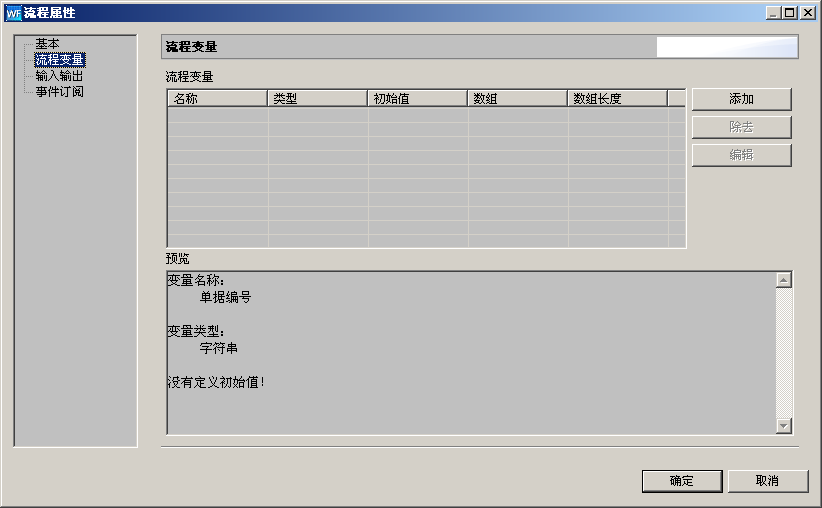 WF 流程属性
基本
流程变量
输入输出
事件订阅
流程变量
流程变量
名称 类型 初始值 数组 数组长度
添加
除去
编辑
预览
变量名称：
单据编号
变量类型：
字符串
没有定义初始值！
确定 取消